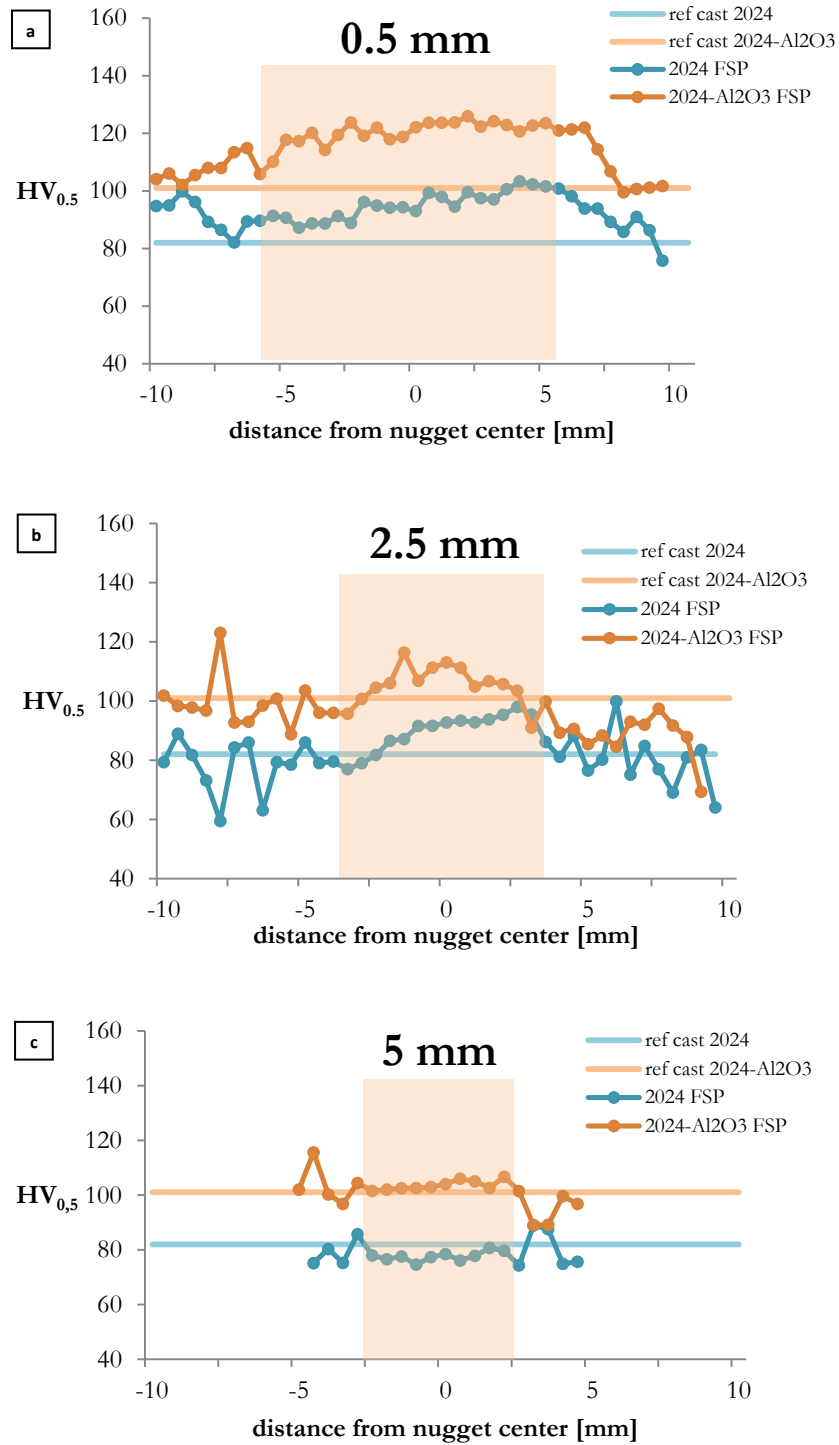 a
0.5 mm
ref cast 2024
ref cast 2024-Al2O3
2024 FSP
2024-Al2O3 FSP
160
140
120
100
80
60
40
HV0.5
-10 -5 0 5 10
distance from nugget center [mm]
b
2.5 mm
ref cast 2024
ref cast 2024-Al2O3
2024 FSP
2024-Al2O3 FSP
160
140
120
100
80
60
40
HV0.5
-10 -5 0 5 10
distance from nugget center [mm]
c
5 mm
ref cast 2024
ref cast 2024-Al2O3
2024 FSP
2024-Al2O3 FSP
160
140
120
100
80
60
40
HV0,5
-10 -5 0 5 10
distance from nugget center [mm]